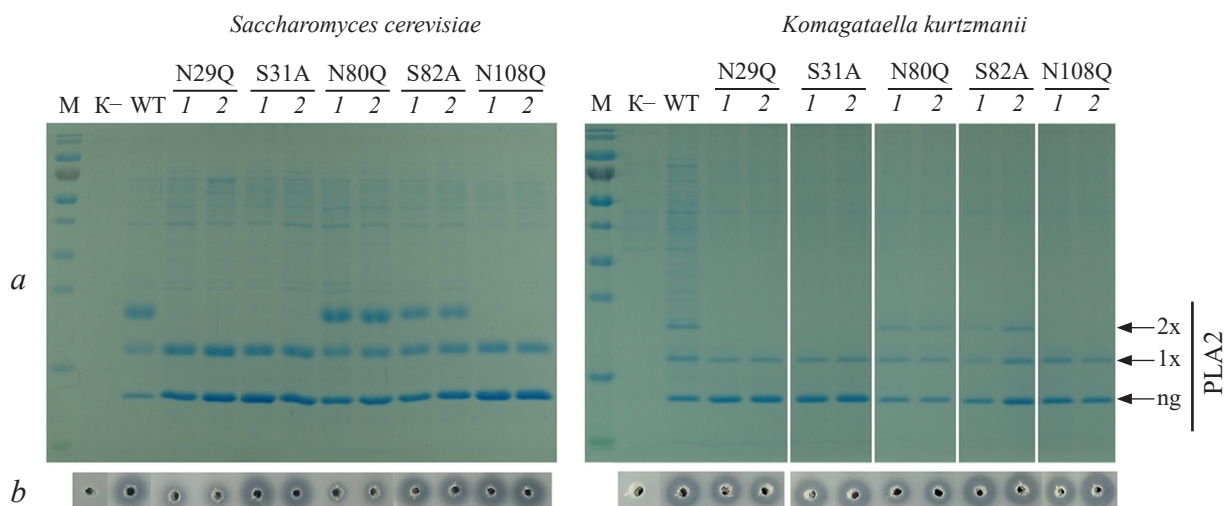 Saccharomyces cerevisiae
Komagataella kurtzmanii
N29Q S31A N80Q S82A N108Q
M К– WT 1 2 1 2 1 2 1 2 1 2
N29Q S31A N80Q S82A N108Q
M К– WT 1 2 1 2 1 2 1 2 1 2
a
2x
1x
ng
PLA2
b